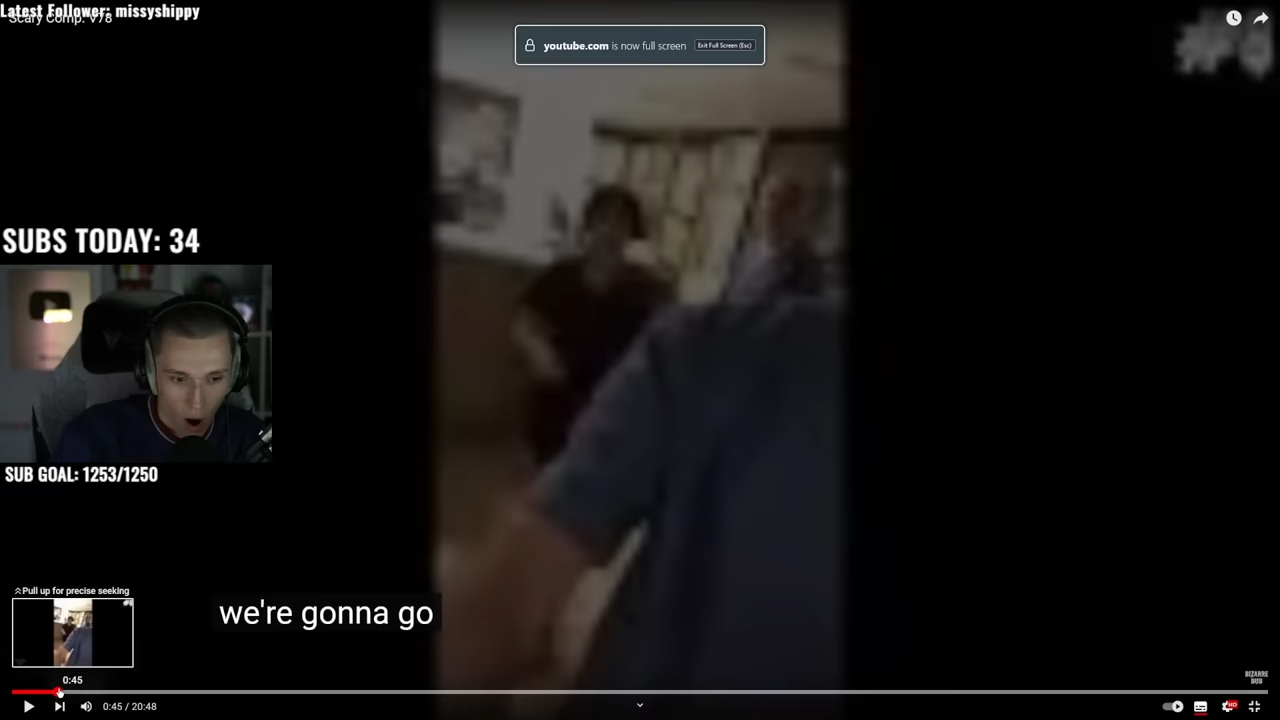 Latest Follower: missyshippy
Scary Comp. V78
youtube.com is now full screen
Exit Full Screen (Esc)
SUBS TODAY: 34
SUB GOAL: 1253/1250
Pull up for precise seeking
we're gonna go
0:45
0:45 / 20:48
HD
BIZARRE
BUB